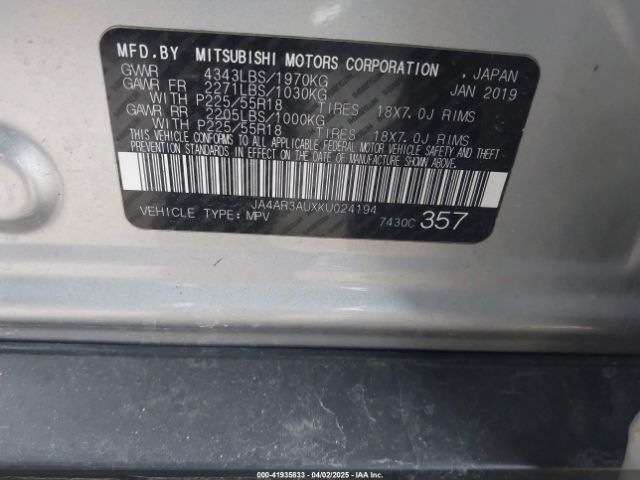 MFD.BY MITSUBISHI MOTORS CORPORATION , JAPAN
GVWR 4343LBS/1970KG JAN 2019
GAWR FR 2271LBS/1030KG
WITH P225/55R18 TIRES 18X7.0J RIMS
GAWR RR 2205LBS/1000KG
WITH P225/55R18 TIRES 18X7.0J RIMS
THIS VEHICLE CONFORMS TO ALL APPLICABLE FEDERAL MOTOR VEHICLE SAFETY AND THEFT
PREVENTION STANDARDS IN EFFECT ON THE DATE OF MANUFACTURE SHOWN ABOVE.
JA4AR3AUXKU024194
VEHICLE TYPE: MPV 7430C 357
000-41935833 - 04/02/2025 - IAAI.COM